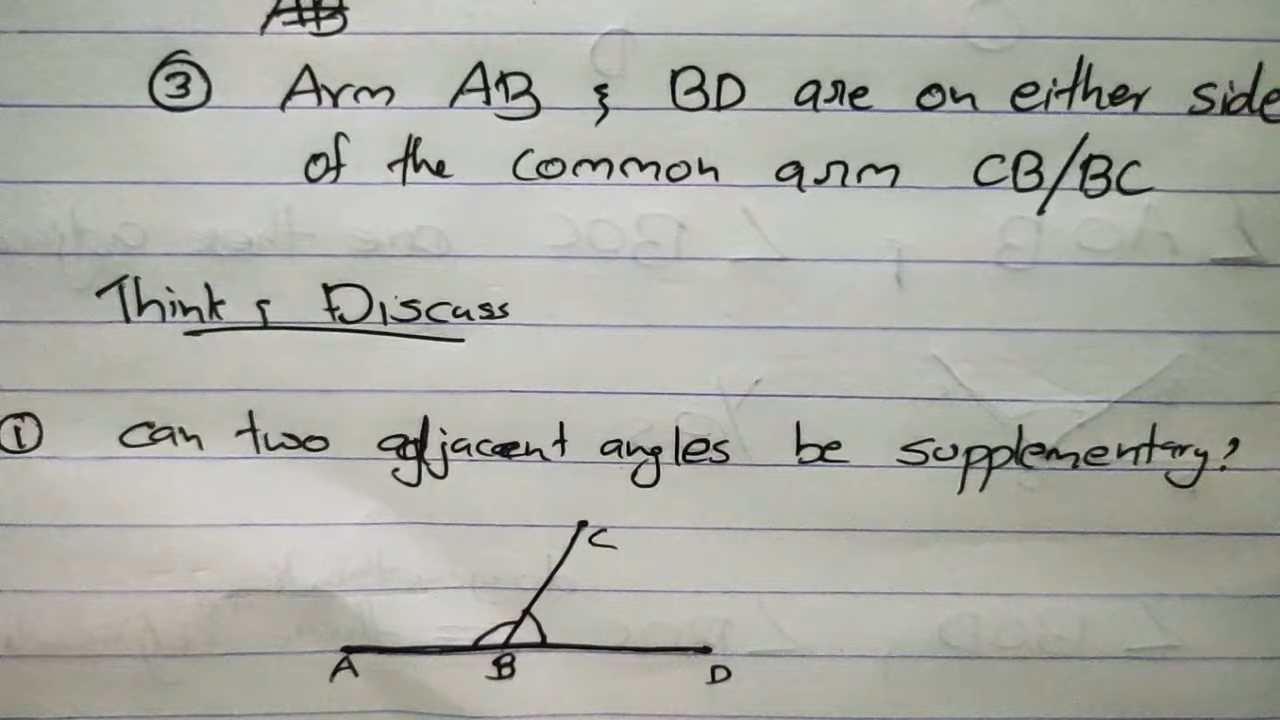 AB
③ Arm AB & BD are on either side
of the common arm CB/BC
Think & Discuss
① can two adjacent angles be supplementary?
C
A B D